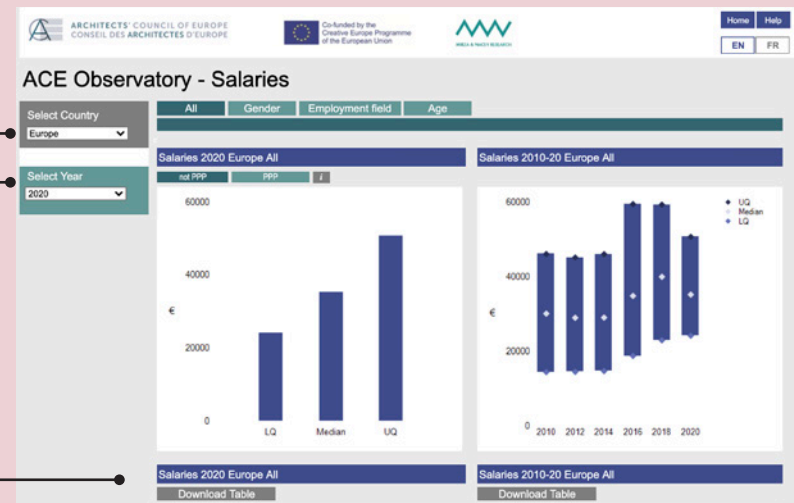 ARCHITECTS' COUNCIL OF EUROPE
CONSEIL DES ARCHITECTES D'EUROPE
Co-funded by the
Creative Europe Programme
of the European Union
MIRZA & NACEY RESEARCH
Home Help
EN FR
ACE Observatory - Salaries
Select Country
Europe
Select Year
2020
All Gender Employment field Age
Salaries 2020 Europe All
not PPP PPP i
60000
40000
€
20000
0
LQ Median UQ
Salaries 2010-20 Europe All
60000
40000
€
20000
0
2010 2012 2014 2016 2018 2020
UQ
Median
LQ
Salaries 2020 Europe All
Download Table
Salaries 2010-20 Europe All
Download Table